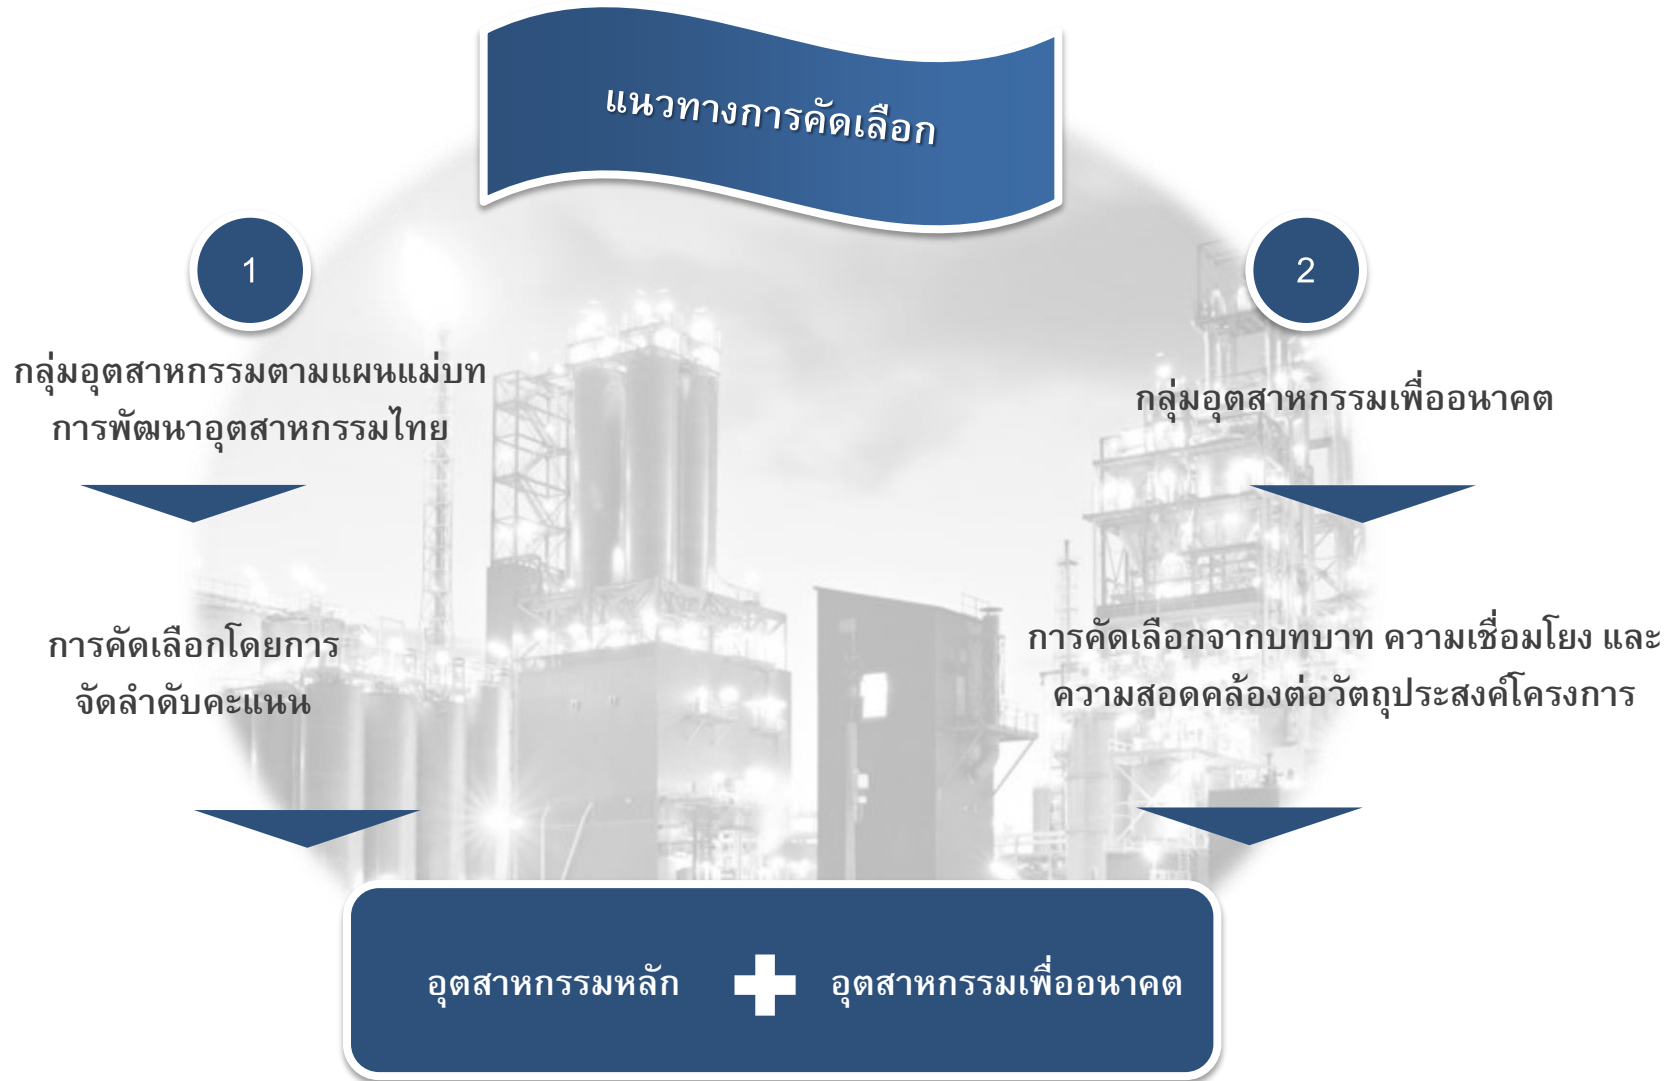 แนวทางการคัดเลือก
1
กลุ่มอุตสาหกรรมตามแผนแม่บท
การพัฒนาอุตสาหกรรมไทย
การคัดเลือกโดยการ
จัดลำดับคะแหน
2
กลุ่มอุตสาหกรรมเพื่ออนาคต
การคัดเลือกจากบทบาท ความเชื่อมโยง และ
ความสอดคล้องต่อวัตถุประสงค์โครงการ
อุตสาหกรรมหลัก
อุตสาหกรรมเพื่ออนาคต